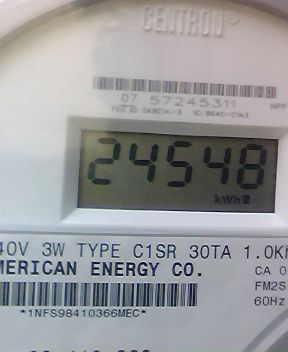 CENTRON
07 57245311
24548
kWh
40V 3W TYPE C1SR 30TA 1.0K
MERICAN ENERGY CO.
CA 0
FM2S
60Hz
*1NFS98410366MEC*